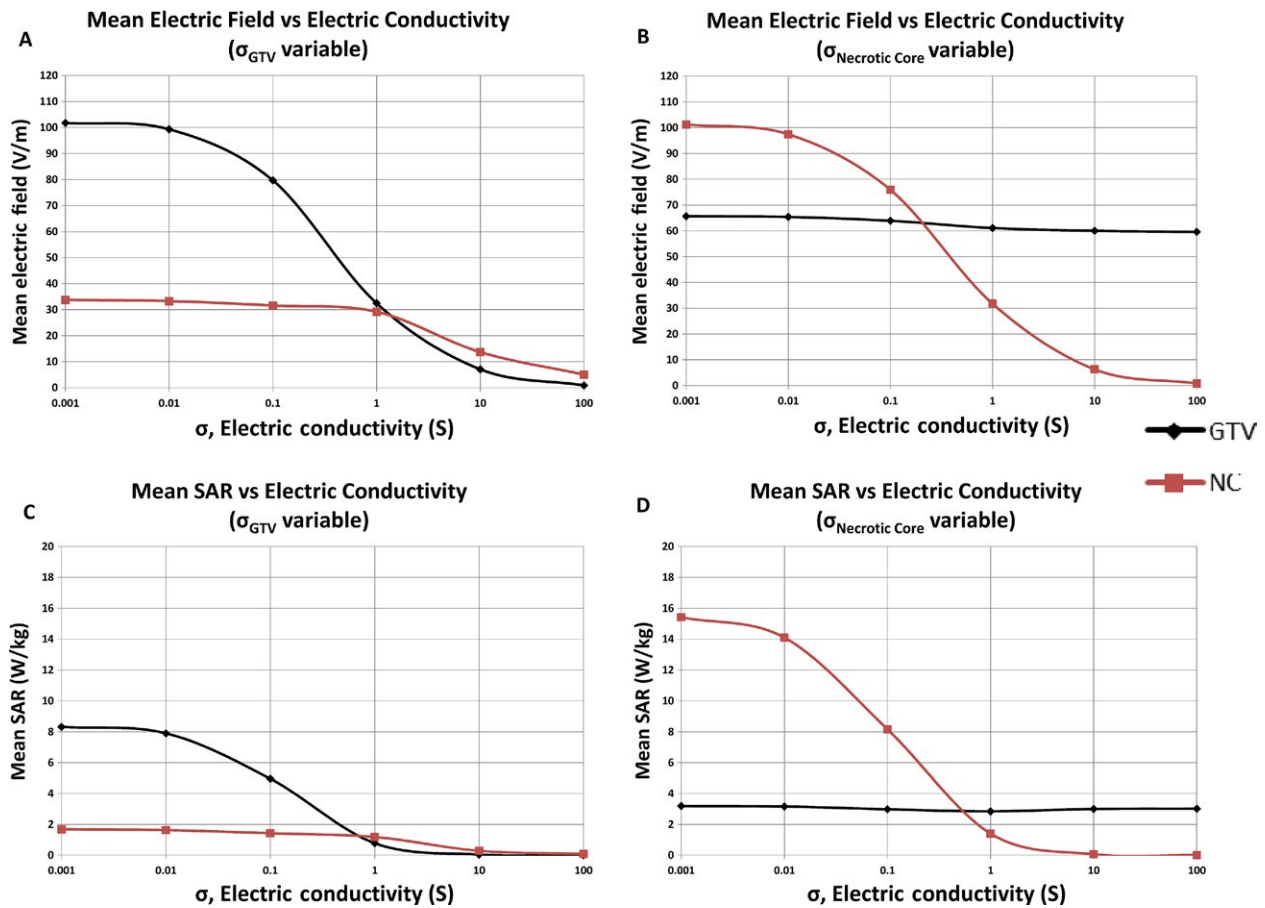 A
Mean Electric Field vs Electric Conductivity
(σGTV variable)
Mean electric field (V/m)
120
110
100
90
80
70
60
50
40
30
20
10
0
0.001 0.01 0.1 1 10 100
σ, Electric conductivity (S)
B
Mean Electric Field vs Electric Conductivity
(σNecrotic Core variable)
Mean electric field (V/m)
120
110
100
90
80
70
60
50
40
30
20
10
0
0.001 0.01 0.1 1 10 100
σ, Electric conductivity (S)
GTV
NC
C
Mean SAR vs Electric Conductivity
(σGTV variable)
Mean SAR (W/kg)
20
18
16
14
12
10
8
6
4
2
0
0.001 0.01 0.1 1 10 100
σ, Electric conductivity (S)
D
Mean SAR vs Electric Conductivity
(σNecrotic Core variable)
Mean SAR (W/kg)
20
18
16
14
12
10
8
6
4
2
0
0.001 0.01 0.1 1 10 100
σ, Electric conductivity (S)